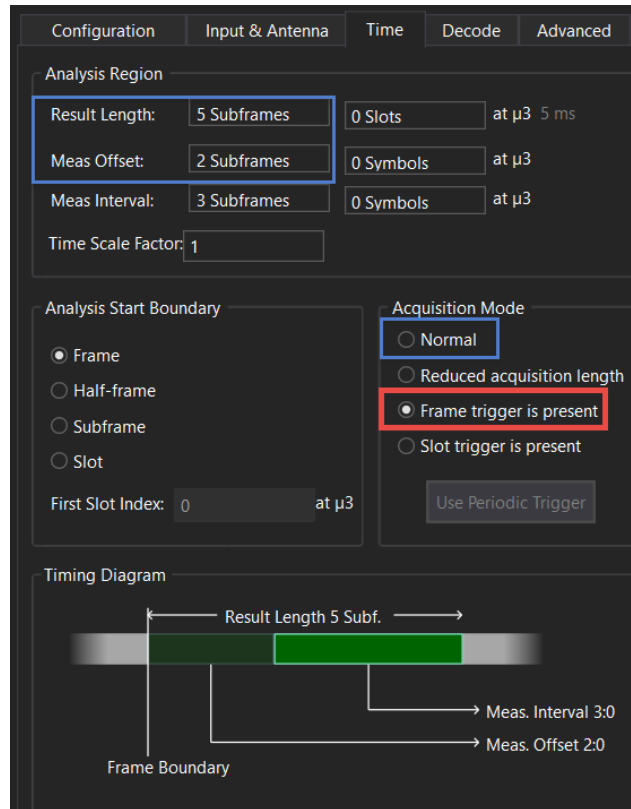 Configuration Input & Antenna Time Decode Advanced
Analysis Region
Result Length: 5 Subframes 0 Slots at µ3 5 ms
Meas Offset: 2 Subframes 0 Symbols at µ3
Meas Interval: 3 Subframes 0 Symbols at µ3
Time Scale Factor: 1
Analysis Start Boundary
Frame
Half-frame
Subframe
Slot
First Slot Index: 0 at µ3
Acquisition Mode
Normal
Reduced acquisition length
Frame trigger is present
Slot trigger is present
Use Periodic Trigger
Timing Diagram
Result Length 5 Subf.
Meas. Interval 3:0
Meas. Offset 2:0
Frame Boundary